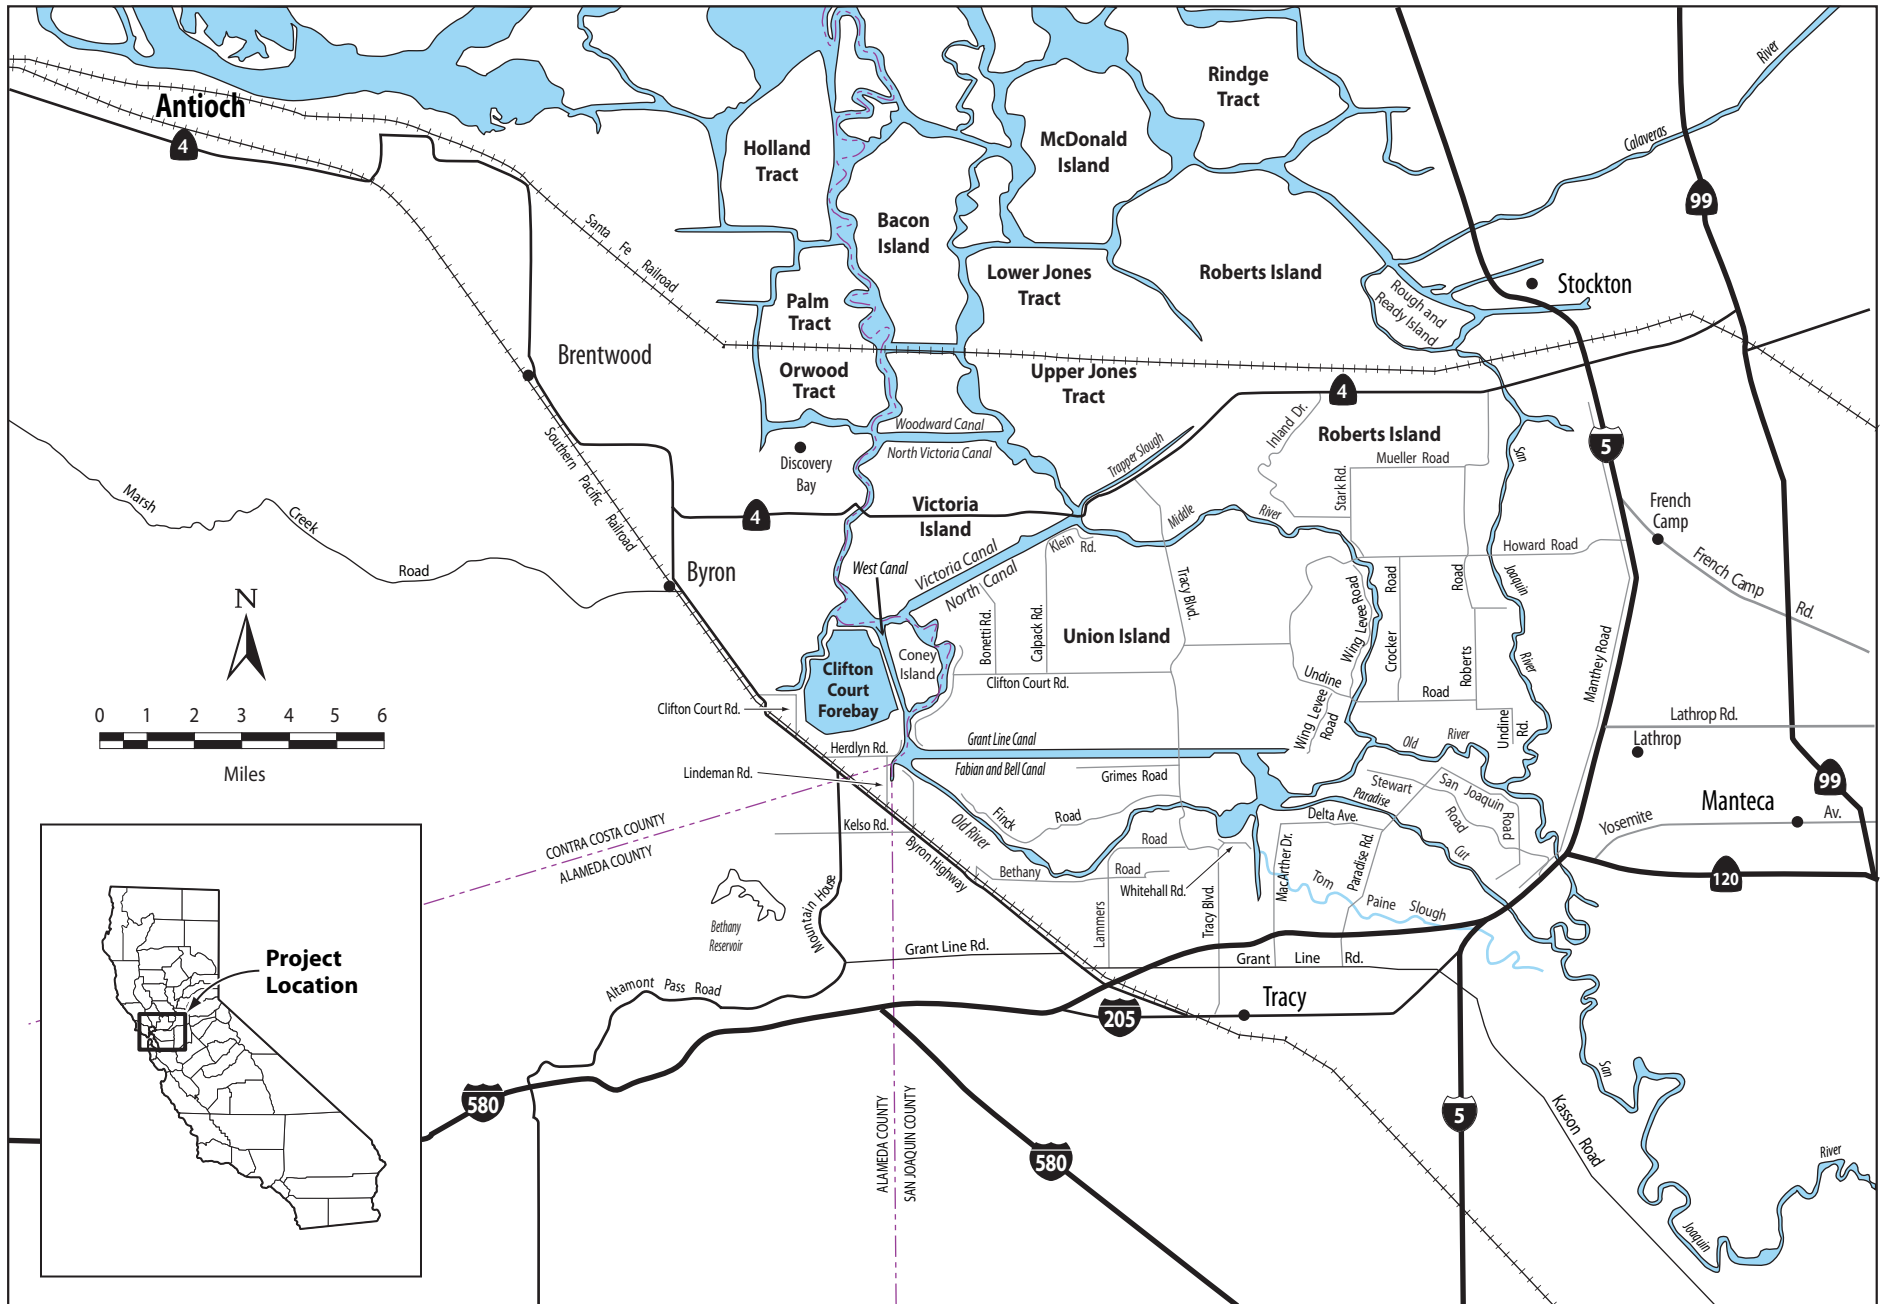 Antioch
4
Holland
Tract
Rindge
Tract
McDonald
Island
River
Calaveras
99
Bacon
Island
Santa Fe Railroad
Lower Jones
Tract
Roberts Island
Rough and
Ready Island
Stockton
Palm
Tract
Brentwood
Orwood
Tract
Upper Jones
Tract
4
Woodward Canal
North Victoria Canal
Trapper Slough
Inland Dr.
Roberts Island
Mueller Road
Stark Rd.
San
5
Discovery
Bay
Southern Pacific Railroad
Marsh Creek
Road
4
Victoria
Island
Middle River
French
Camp
French Camp Rd.
Howard Road
Byron
West Canal
Victoria Canal
North Canal
Klein Rd.
Tracy Blvd.
Wing Levee Road
Road
Crocker
Road
Roberts
Joaquin
River
Manthey Road
N
Bonetti Rd.
Calpack Rd.
Union Island
Coney
Island
Clifton
Court
Forebay
Clifton Court Rd.
Clifton Court Rd.
Undine
Road
Wing Levee
Road
Undine
Rd.
Lathrop Rd.
Lathrop
0 1 2 3 4 5 6
Miles
Herdlyn Rd.
Grant Line Canal
Fabian and Bell Canal
Grimes Road
Old River
Lindeman Rd.
Stewart
Road
San Joaquin
Road
Paradise
Cut
Manteca
99
Yosemite Av.
120
CONTRA COSTA COUNTY
ALAMEDA COUNTY
Kelso Rd.
Old River
Finck
Road
Delta Ave.
Byron Highway
Road
Bethany
Road
Whitehall Rd.
MacArther Dr.
Paradise Rd.
Tom
Paine Slough
Bethany
Reservoir
Mountain House
Lammers
Tracy Blvd.
Grant Line Rd.
Grant Line Rd.
Altamont Pass Road
Project
Location
Tracy
205
580
580
5
ALAMEDA COUNTY
SAN JOAQUIN COUNTY
Kasson Road
San
Joaquin
River